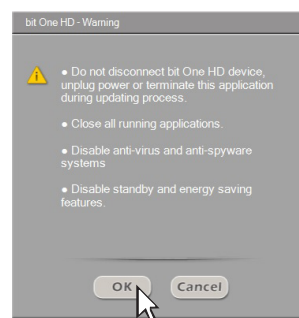 bit One HD - Warning
● Do not disconnect bit One HD device,
unplug power or terminate this application
during updating process.
● Close all running applications.
● Disable anti-virus and anti-spyware
systems
● Disable standby and energy saving
features.
OK
Cancel